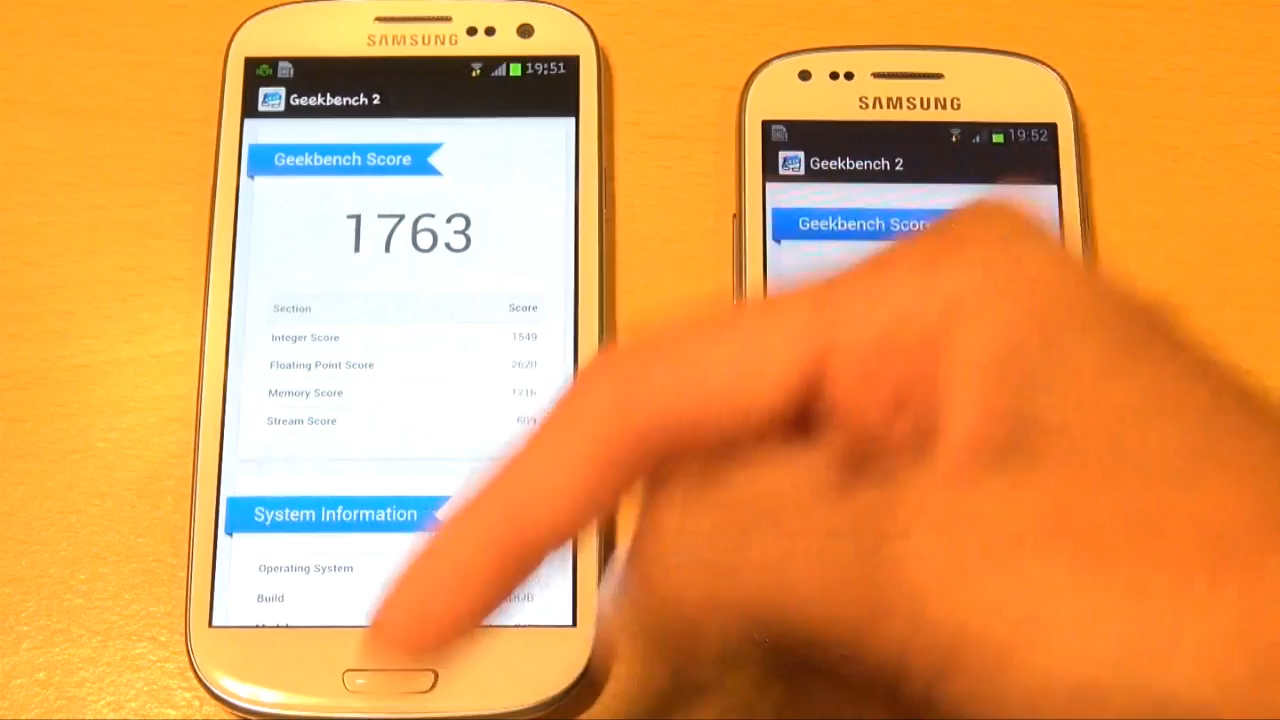 SAMSUNG
19:51
Geekbench 2
Geekbench Score
1763
Section Score
Integer Score 1549
Floating Point Score
Memory Score 1216
Stream Score
System Information
Operating System
Build
SAMSUNG
19:52
Geekbench 2
Geekbench Score